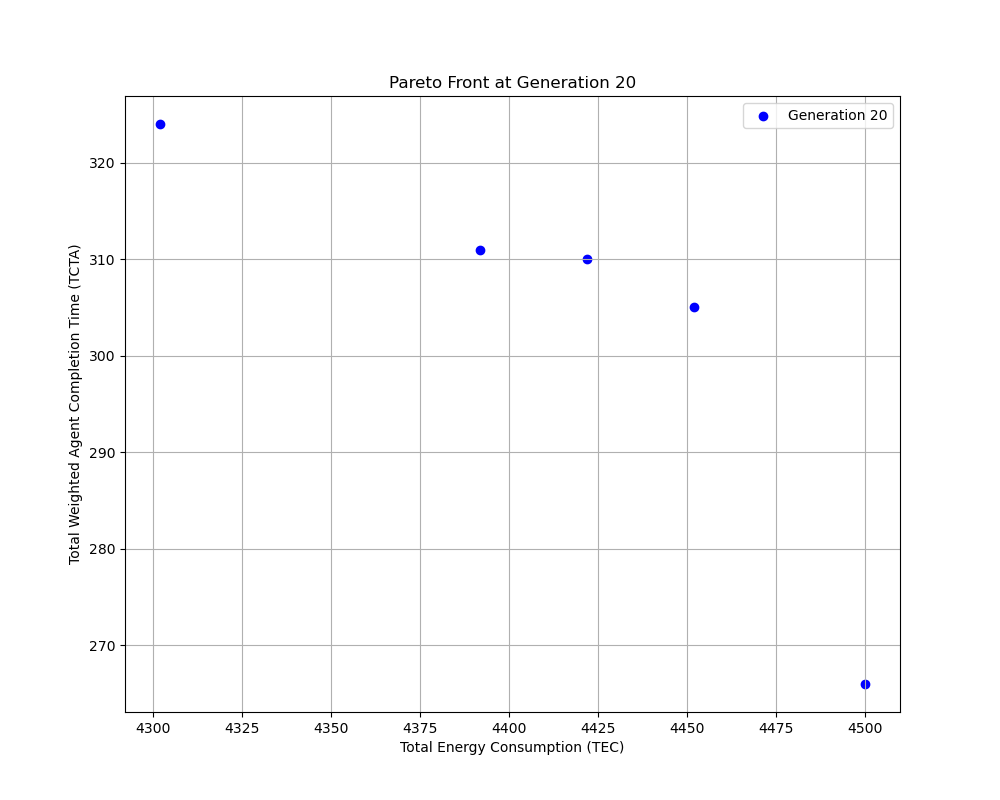 Pareto Front at Generation 20
Generation 20
320
310
300
290
280
270
Total Weighted Agent Completion Time (TCTA)
4300 4325 4350 4375 4400 4425 4450 4475 4500
Total Energy Consumption (TEC)